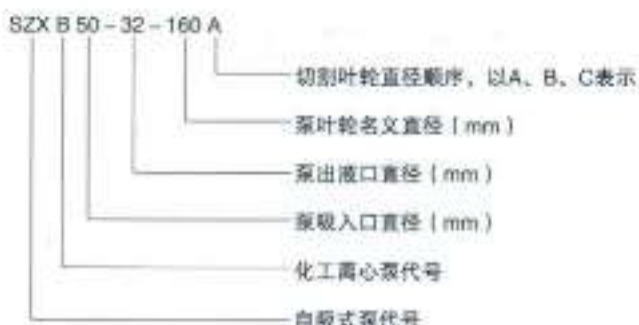 SZX B 50-32-160 A
切割叶轮直径顺序，以A、B、C表示
泵叶轮名义直径（mm）
泵出液口直径（mm）
泵吸入口直径（mm）
化工离心泵代号
自吸式泵代号